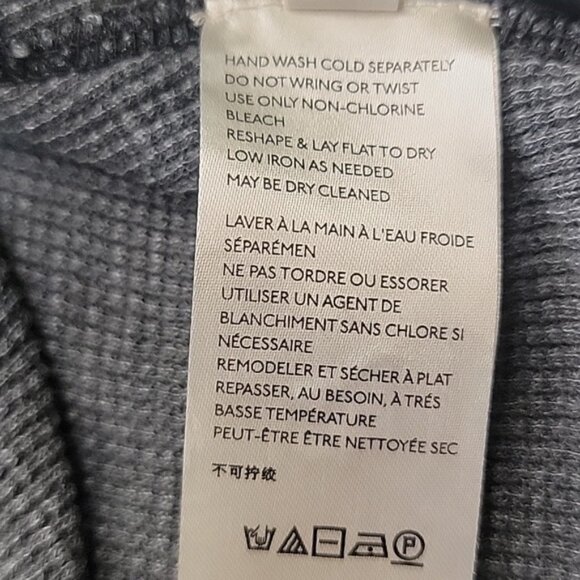 HAND WASH COLD SEPARATELY
DO NOT WRING OR TWIST
USE ONLY NON-CHLORINE
BLEACH
RESHAPE & LAY FLAT TO DRY
LOW IRON AS NEEDED
MAY BE DRY CLEANED
LAVER À LA MAIN À L'EAU FROIDE
SÉPARÉMEN
NE PAS TORDRE OU ESSORER
UTILISER UN AGENT DE
BLANCHIMENT SANS CHLORE SI
NÉCESSAIRE
REMODELER ET SÉCHER À PLAT
REPASSER, AU BESOIN, À TRÉS
BASSE TEMPÉRATURE
PEUT-ÊTRE ÊTRE NETTOYÉE SEC
不可拧绞
P